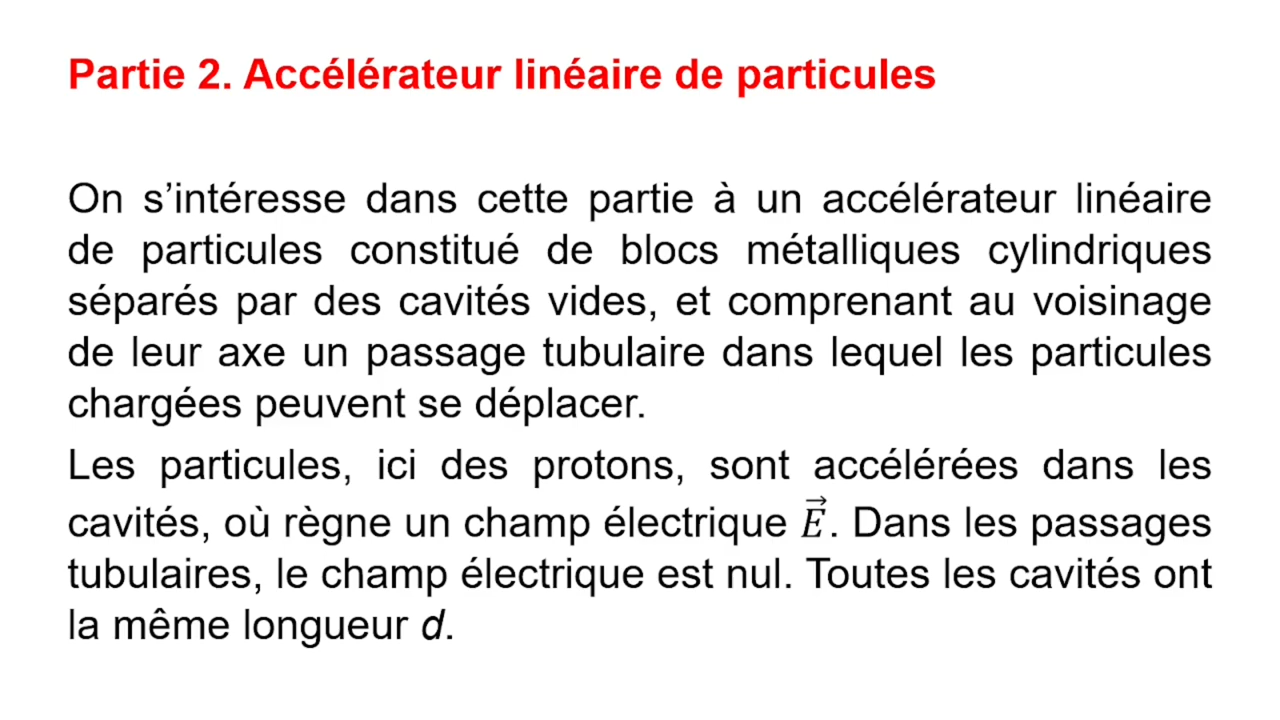 Partie 2. Accélérateur linéaire de particules
On s’intéresse dans cette partie à un accélérateur linéaire
de particules constitué de blocs métalliques cylindriques
séparés par des cavités vides, et comprenant au voisinage
de leur axe un passage tubulaire dans lequel les particules
chargées peuvent se déplacer.
Les particules, ici des protons, sont accélérées dans les
cavités, où règne un champ électrique $\vec{E}$. Dans les passages
tubulaires, le champ électrique est nul. Toutes les cavités ont
la même longueur d.